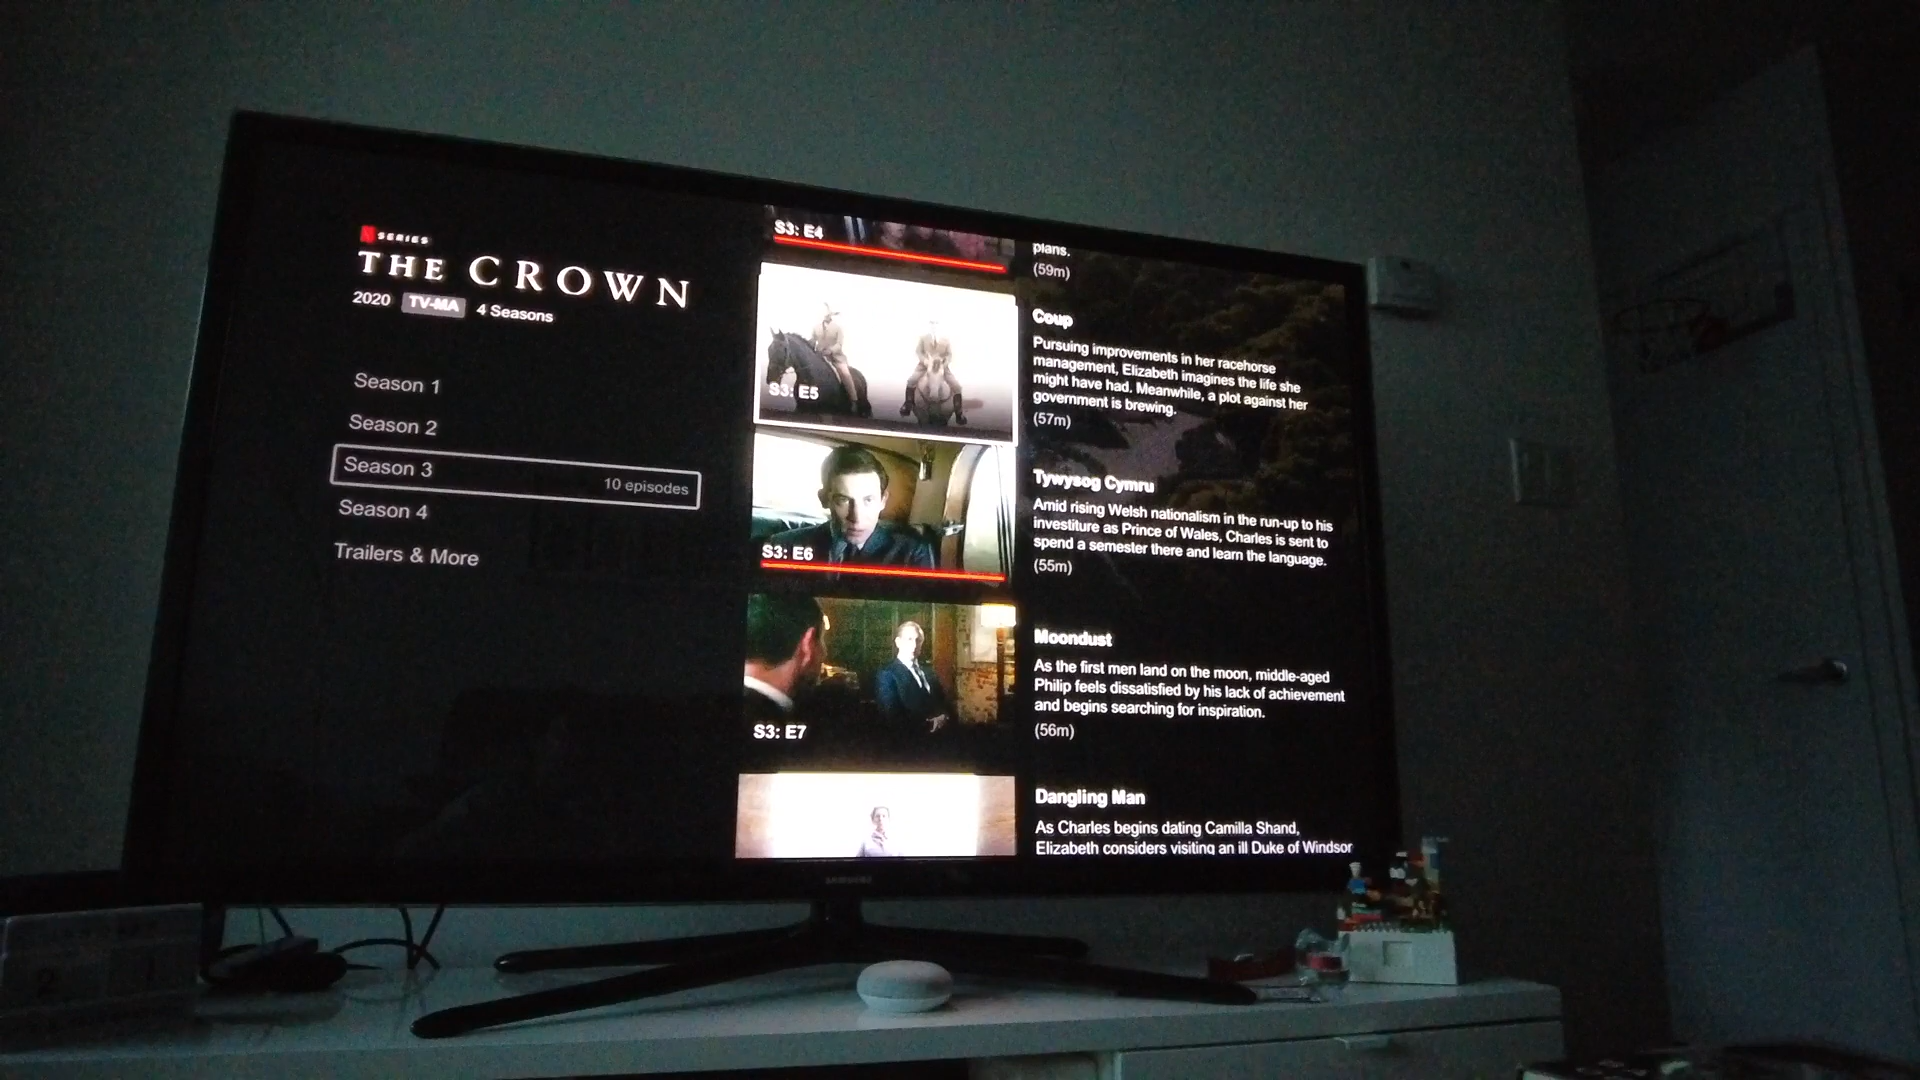 SERIES
THE CROWN
2020 TV-MA 4 Seasons
Season 1
Season 2
Season 3 10 episodes
Season 4
Trailers & More
S3: E4
plans.
(59m)
S3: E5
Coup
Pursuing improvements in her racehorse
management, Elizabeth imagines the life she
might have had. Meanwhile, a plot against her
government is brewing.
(57m)
S3: E6
Tywysog Cymru
Amid rising Welsh nationalism in the run-up to his
investiture as Prince of Wales, Charles is sent to
spend a semester there and learn the language.
(55m)
S3: E7
Moondust
As the first men land on the moon, middle-aged
Philip feels dissatisfied by his lack of achievement
and begins searching for inspiration.
(56m)
Dangling Man
As Charles begins dating Camilla Shand,
Elizabeth considers visiting an ill Duke of Windsor
SAMSUNG
2 1